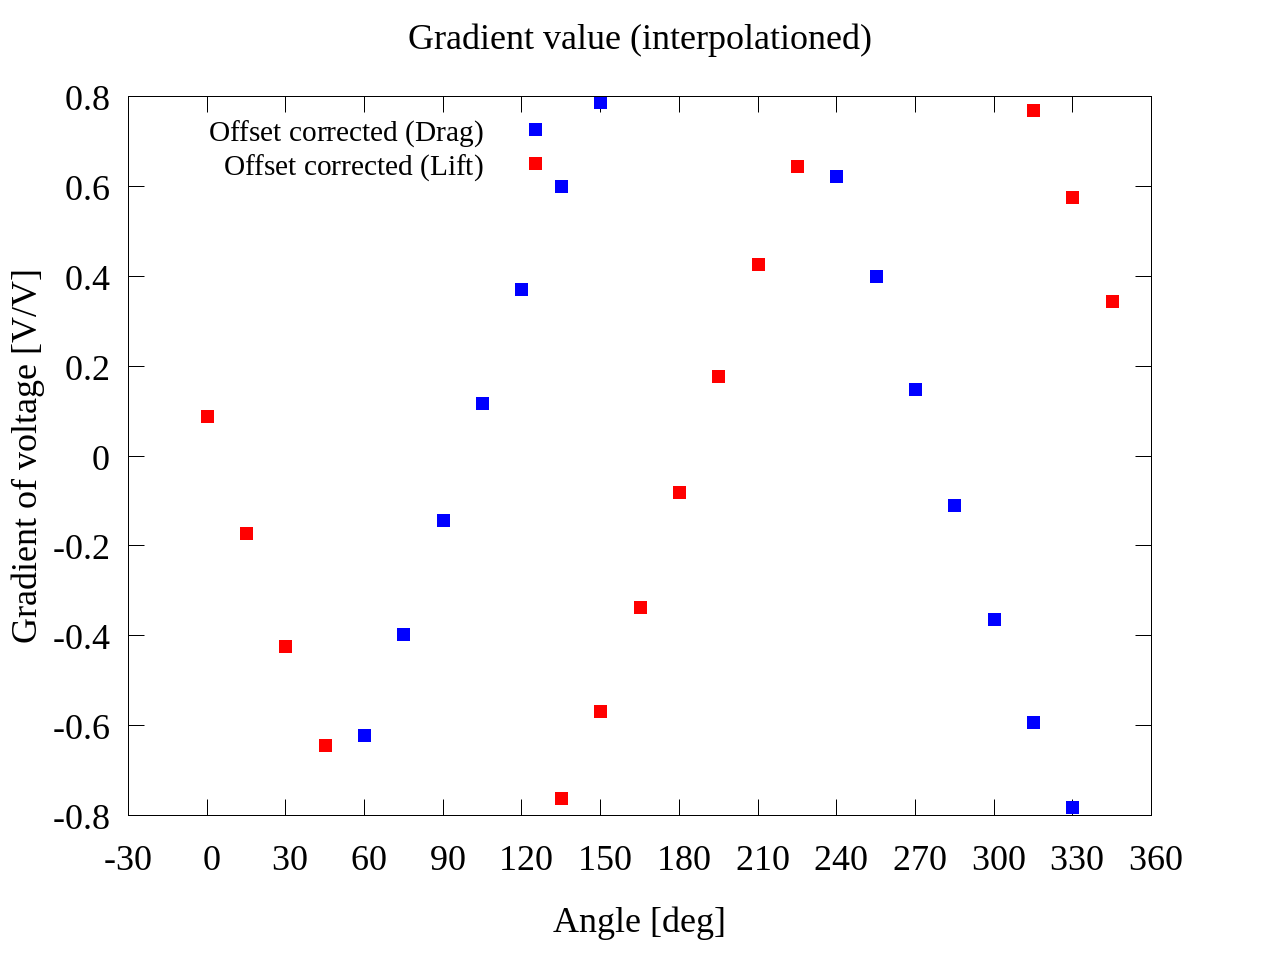 Gradient value (interpolationed)
0.8
Offset corrected (Drag)
Offset corrected (Lift)
0.6
0.4
0.2
0
-0.2
-0.4
-0.6
-0.8
Gradient of voltage [V/V]
-30 0 30 60 90 120 150 180 210 240 270 300 330 360
Angle [deg]